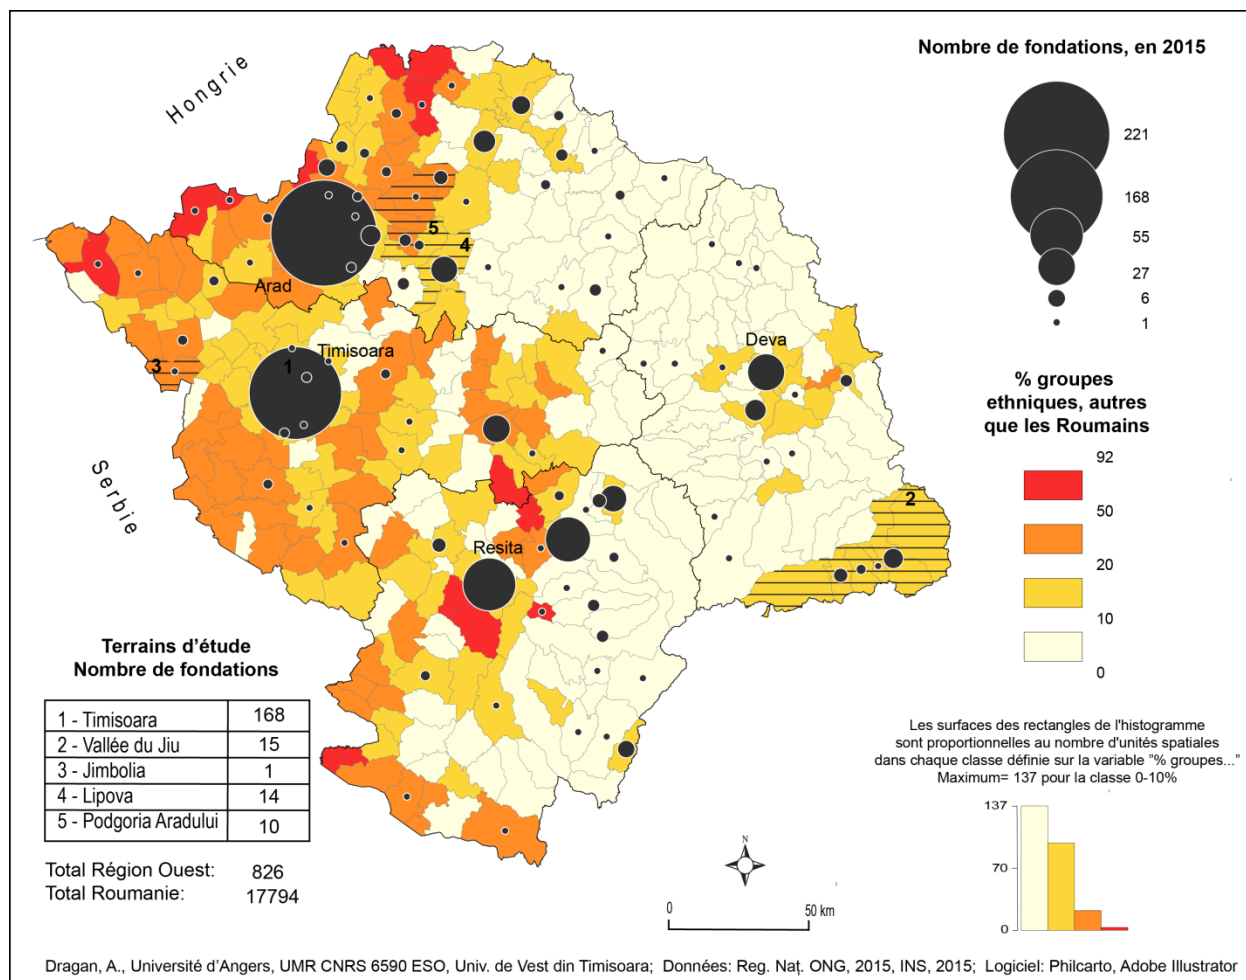 Hongrie
Serbie
Arad
Timisoara
Deva
Resita
1
2
3
4
5
Nombre de fondations, en 2015
221
168
55
27
6
1
% groupes
ethniques, autres
que les Roumains
92
50
20
10
0
Les surfaces des rectangles de l'histogramme
sont proportionnelles au nombre d'unités spatiales
dans chaque classe définie sur la variable "% groupes..."
Maximum= 137 pour la classe 0-10%
137
70
0
Terrains d'étude
Nombre de fondations
1 - Timisoara 168
2 - Vallée du Jiu 15
3 - Jimbolia 1
4 - Lipova 14
5 - Podgoria Aradului 10
Total Région Ouest: 826
Total Roumanie: 17794
N
0 50 km
Dragan, A., Université d'Angers, UMR CNRS 6590 ESO, Univ. de Vest din Timisoara; Données: Reg. Naț. ONG, 2015, INS, 2015; Logiciel: Philcarto, Adobe Illustrator